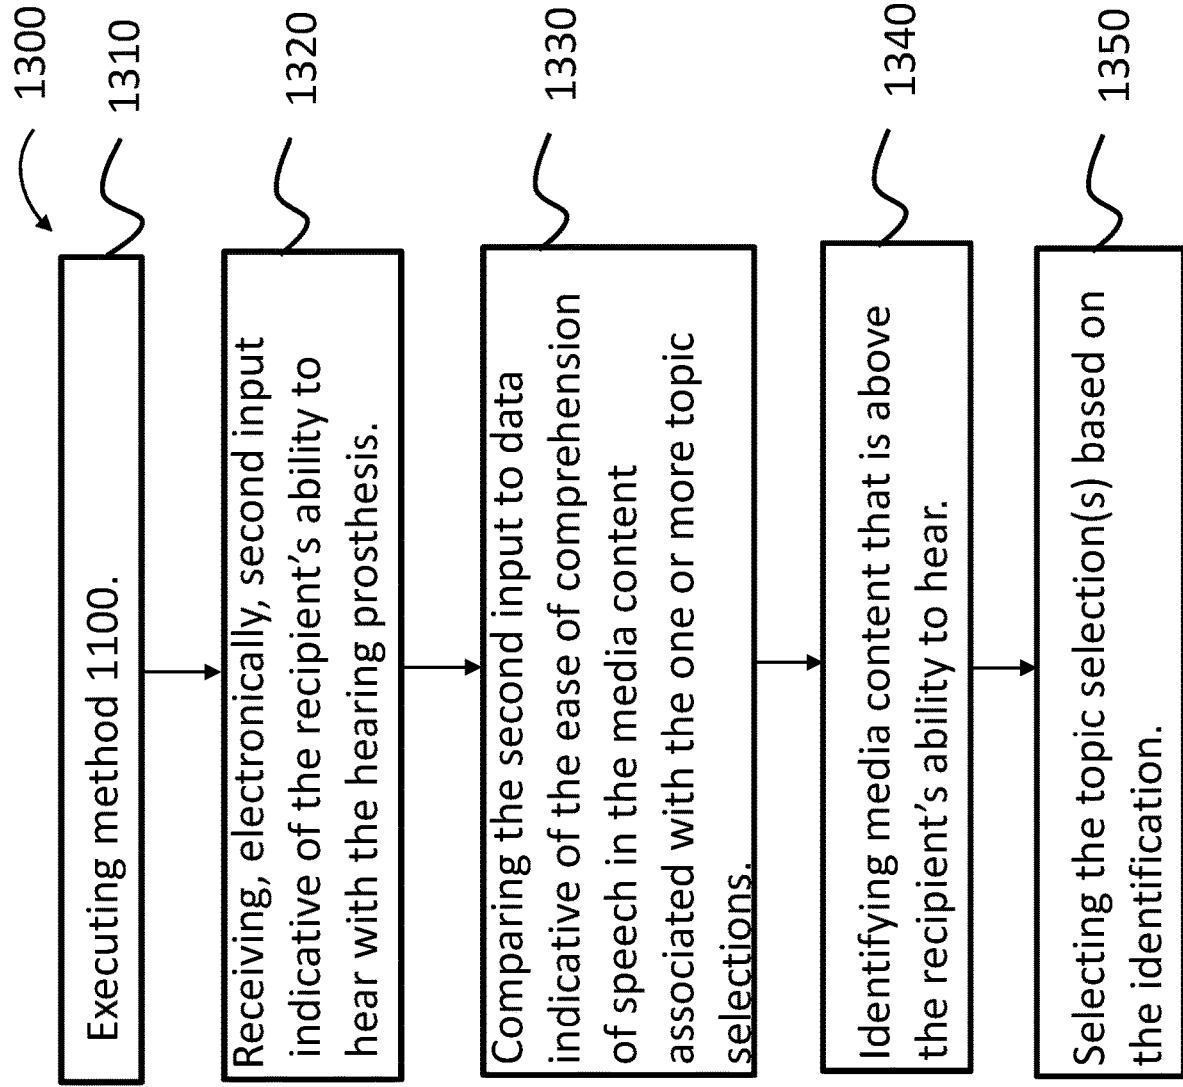 1300
Executing method 1100.
1310
Receiving, electronically, second input
indicative of the recipient's ability to
hear with the hearing prosthesis.
1320
Comparing the second input to data
indicative of the ease of comprehension
of speech in the media content
associated with the one or more topic
selections.
1330
Identifying media content that is above
the recipient's ability to hear.
1340
Selecting the topic selection(s) based on
the identification.
1350